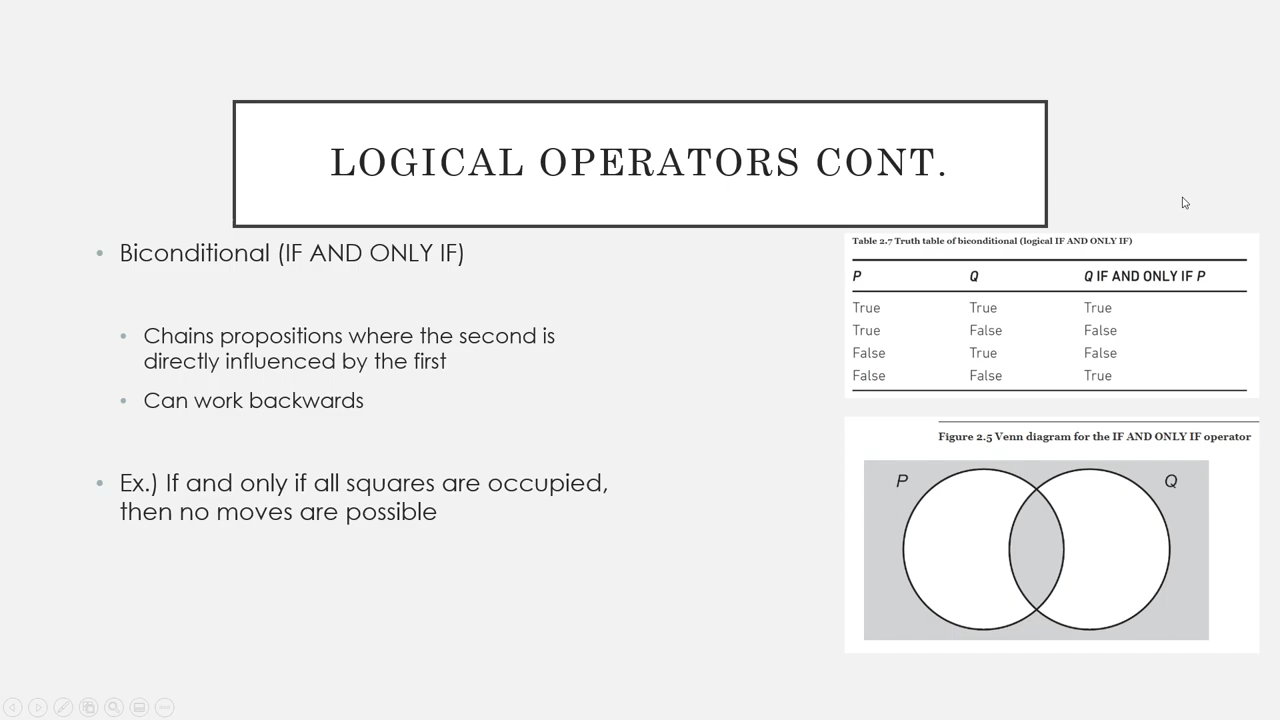 LOGICAL OPERATORS CONT.
• Biconditional (IF AND ONLY IF)
• Chains propositions where the second is
directly influenced by the first
• Can work backwards
• Ex.) If and only if all squares are occupied,
then no moves are possible
Table 2.7 Truth table of biconditional (logical IF AND ONLY IF)
P Q Q IF AND ONLY IF P
True True True
True False False
False True False
False False True
Figure 2.5 Venn diagram for the IF AND ONLY IF operator
P Q